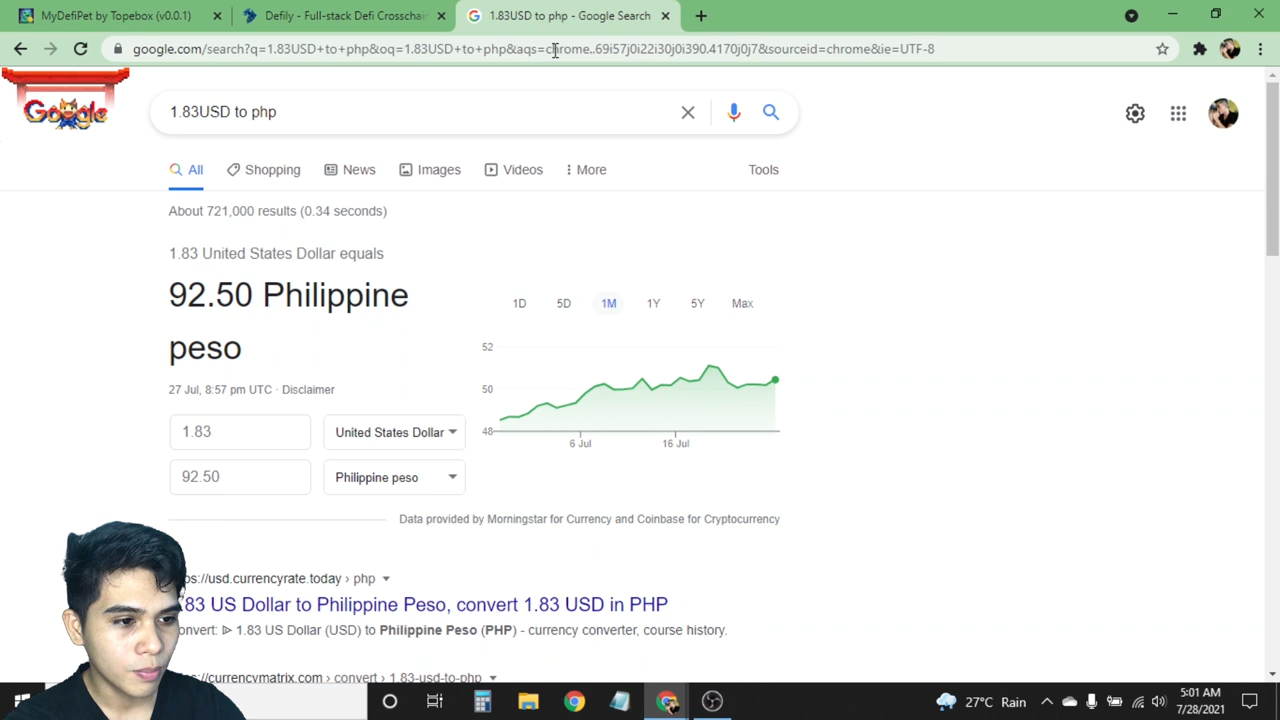 MyDefiPet by Topebox (v0.0.1)
Defily - Full-stack Defi Crosschain
1.83USD to php - Google Search
google.com/search?q=1.83USD+to+php&oq=1.83USD+to+php&aqs=chrome..69i57j0i22i30j0i390.4170j0j7&sourceid=chrome&ie=UTF-8
Google
1.83USD to php
All
Shopping
News
Images
Videos
More
Tools
About 721,000 results (0.34 seconds)
1.83 United States Dollar equals
92.50 Philippine
peso
27 Jul, 8:57 pm UTC · Disclaimer
1.83
United States Dollar
92.50
Philippine peso
1D
5D
1M
1Y
5Y
Max
52
50
48
6 Jul
16 Jul
Data provided by Morningstar for Currency and Coinbase for Cryptocurrency
ps://usd.currencyrate.today › php
.83 US Dollar to Philippine Peso, convert 1.83 USD in PHP
onvert: ᐉ 1.83 US Dollar (USD) to Philippine Peso (PHP) - currency converter, course history.
://currencymatrix.com › convert › 1.83-usd-to-php
27°C Rain
5:01 AM
7/28/2021